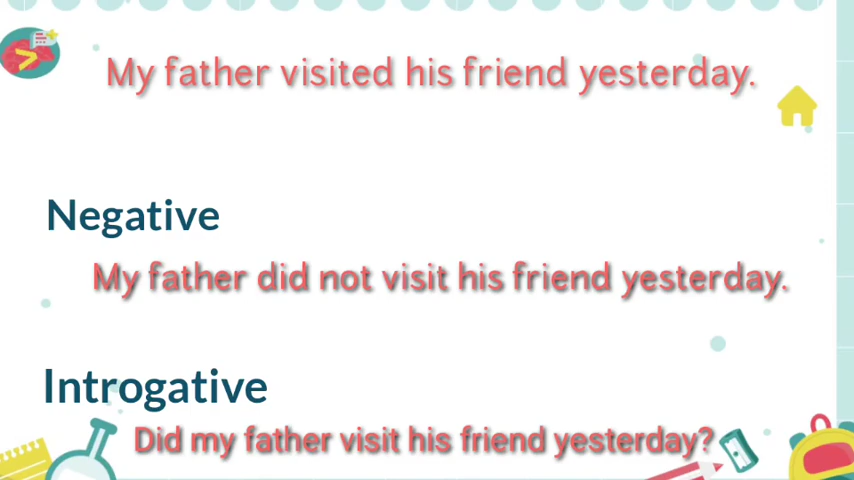 My father visited his friend yesterday.
Negative
My father did not visit his friend yesterday.
Introgative
Did my father visit his friend yesterday?